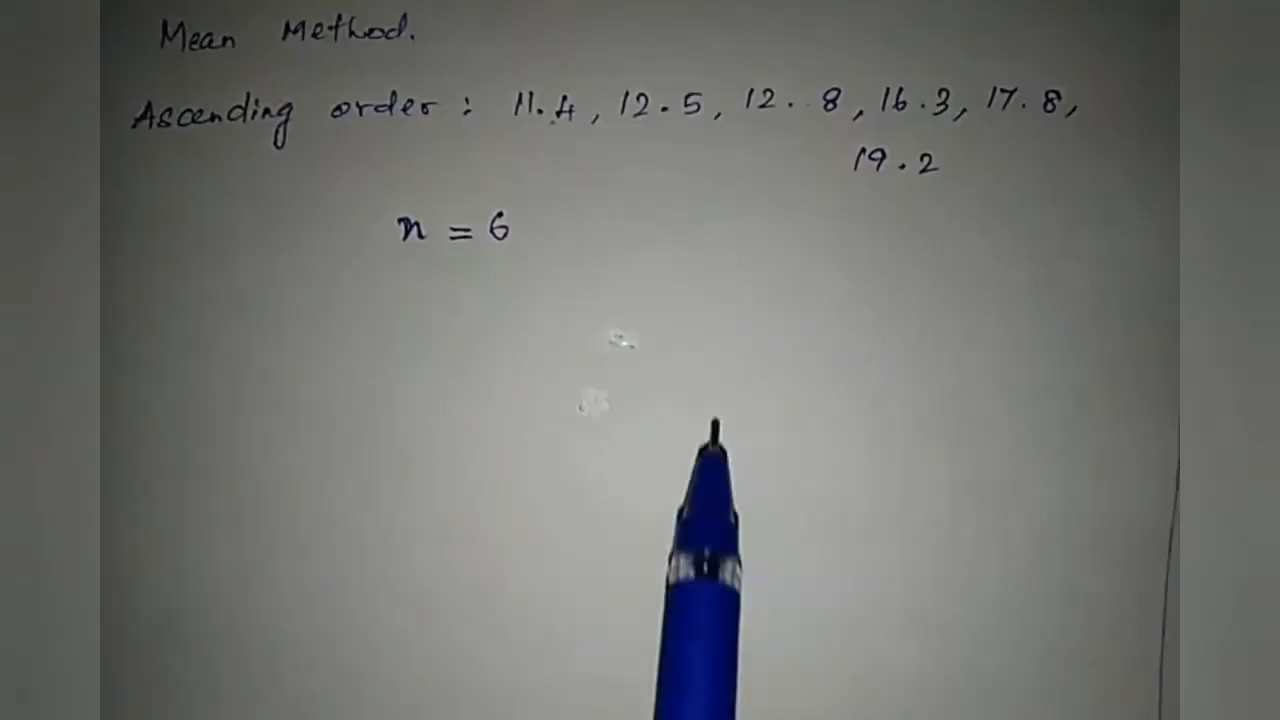 Mean Method.
Ascending order : 11.4, 12.5, 12.8, 16.3, 17.8,
19.2
n = 6